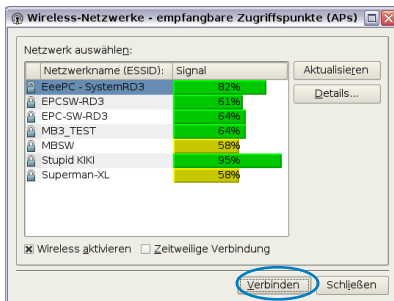 Wireless-Netzwerke - empfangbare Zugriffspunkte (APs)
Netzwerk auswählen:
Netzwerkname (ESSID): Signal
EeePC - SystemRD3 82%
EPCSW-RD3 61%
EPC-SW-RD3 64%
MB3_TEST 64%
MBSW 58%
Stupid KIKI 95%
Superman-XL 58%
Aktualisieren
Details...
Wireless aktivieren Zeitweilige Verbindung
Verbinden Schließen